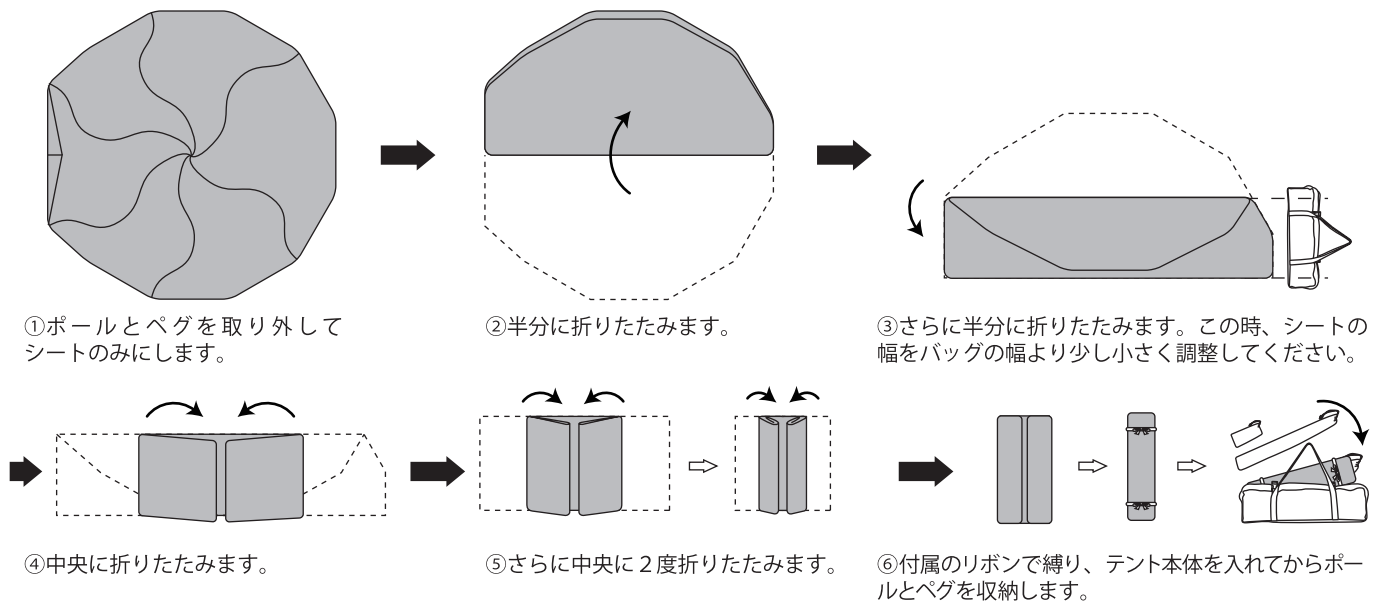 ①ポールとペグを取り外して
シートのみにします。
②半分に折りたたみます。
③さらに半分に折りたたみます。この時、シートの
幅をバッグの幅より少し小さく調整してください。
④中央に折りたたみます。
⑤さらに中央に２度折りたたみます。
⑥付属のリボンで縛り、テント本体を入れてからポー
ルとペグを収納します。